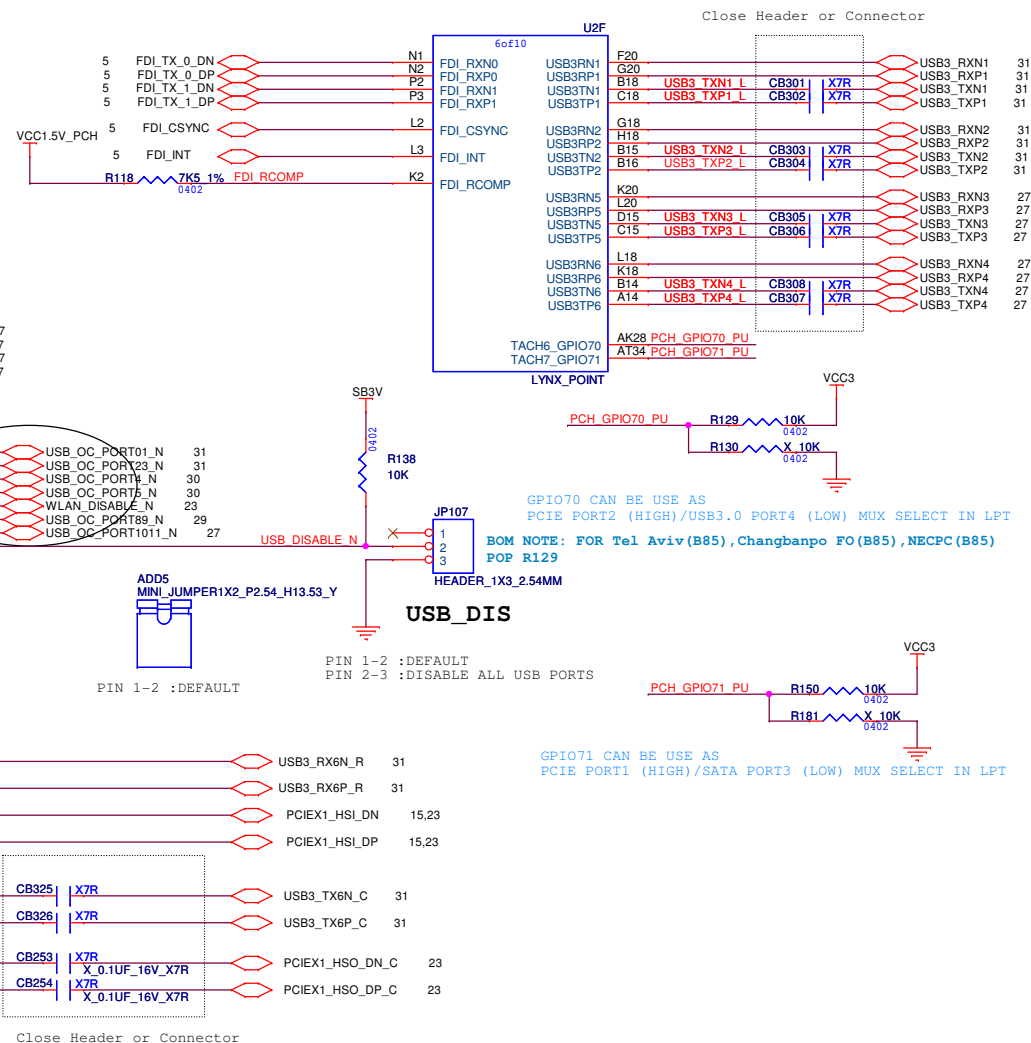 Close Header or Connector
U2F
6of10
5 FDI_TX_0_DN N1 FDI_RXN0
5 FDI_TX_0_DP N2 FDI_RXP0
5 FDI_TX_1_DN P2 FDI_RXN1
5 FDI_TX_1_DP P3 FDI_RXP1
5 FDI_CSYNC L2 FDI_CSYNC
VCC1.5V_PCH
5 FDI_INT L3 FDI_INT
R118 7K5_1% FDI_RCOMP K2 FDI_RCOMP
0402
USB3RN1 F20 USB3_RXN1 31
USB3RP1 G20 USB3_RXP1 31
USB3TN1 B18 USB3_TXN1_L CB301 X7R USB3_TXN1 31
USB3TP1 C18 USB3_TXP1_L CB302 X7R USB3_TXP1 31
USB3RN2 G18 USB3_RXN2 31
USB3RP2 H18 USB3_RXP2 31
USB3TN2 B15 USB3_TXN2_L CB303 X7R USB3_TXN2 31
USB3TP2 B16 USB3_TXP2_L CB304 X7R USB3_TXP2 31
USB3RN5 K20 USB3_RXN3 27
USB3RP5 L20 USB3_RXP3 27
USB3TN5 D15 USB3_TXN3_L CB305 X7R USB3_TXN3 27
USB3TP5 C15 USB3_TXP3_L CB306 X7R USB3_TXP3 27
USB3RN6 L18 USB3_RXN4 27
USB3RP6 K18 USB3_RXP4 27
USB3TN6 B14 USB3_TXN4_L CB308 X7R USB3_TXN4 27
USB3TP6 A14 USB3_TXP4_L CB307 X7R USB3_TXP4 27
TACH6_GPIO70 AK28 PCH_GPIO70_PU
TACH7_GPIO71 AT34 PCH_GPIO71_PU
LYNX_POINT
7
7
7
7
USB_OC_PORT01_N 31
USB_OC_PORT23_N 31
USB_OC_PORT4_N 30
USB_OC_PORT5_N 30
WLAN_DISABLE_N 23
USB_OC_PORT89_N 29
USB_OC_PORT1011_N 27
SB3V
0402
R138
10K
USB_DISABLE_N
JP107
1
2
3
HEADER_1X3_2.54MM
USB_DIS
PIN 1-2 :DEFAULT
PIN 2-3 :DISABLE ALL USB PORTS
ADD5
MINI_JUMPER1X2_P2.54_H13.53_Y
PIN 1-2 :DEFAULT
VCC3
PCH_GPIO70_PU R129 10K
0402
R130 X_10K
0402
GPIO70 CAN BE USE AS
PCIE PORT2 (HIGH)/USB3.0 PORT4 (LOW) MUX SELECT IN LPT
BOM NOTE: FOR Tel Aviv(B85),Changbanpo FO(B85),NECPC(B85)
POP R129
VCC3
PCH_GPIO71_PU R150 10K
0402
R181 X_10K
0402
GPIO71 CAN BE USE AS
PCIE PORT1 (HIGH)/SATA PORT3 (LOW) MUX SELECT IN LPT
USB3_RX6N_R 31
USB3_RX6P_R 31
PCIEX1_HSI_DN 15,23
PCIEX1_HSI_DP 15,23
CB325 X7R USB3_TX6N_C 31
CB326 X7R USB3_TX6P_C 31
CB253 X7R PCIEX1_HSO_DN_C 23
X_0.1UF_16V_X7R
CB254 X7R PCIEX1_HSO_DP_C 23
X_0.1UF_16V_X7R
Close Header or Connector